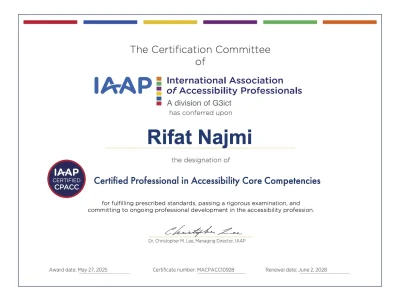 The Certification Committee
of
IAAP
International Association
of Accessibility Professionals
A division of G3ict
has conferred upon
Rifat Najmi
the designation of
IAAP
CERTIFIED
CPACC
Certified Professional in Accessibility Core Competencies
for fulfilling prescribed standards, passing a rigorous examination, and
committing to ongoing professional development in the accessibility profession.
Christopher Lee
Dr. Christopher M. Lee, Managing Director, IAAP
Award date: May 27, 2025
Certificate number: MACPACC10928
Renewal date: June 2, 2028